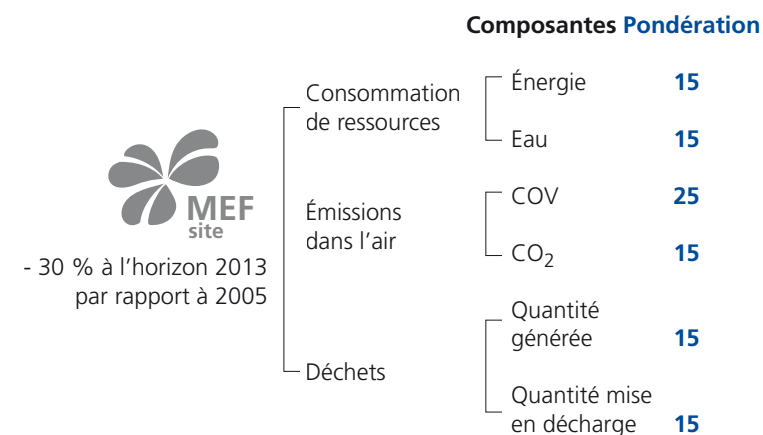 Composantes Pondération
Consommation
de ressources
Énergie 15
Eau 15
MEF
site
- 30 % à l'horizon 2013
par rapport à 2005
Émissions
dans l'air
COV 25
CO₂ 15
Déchets
Quantité
générée 15
Quantité mise
en décharge 15